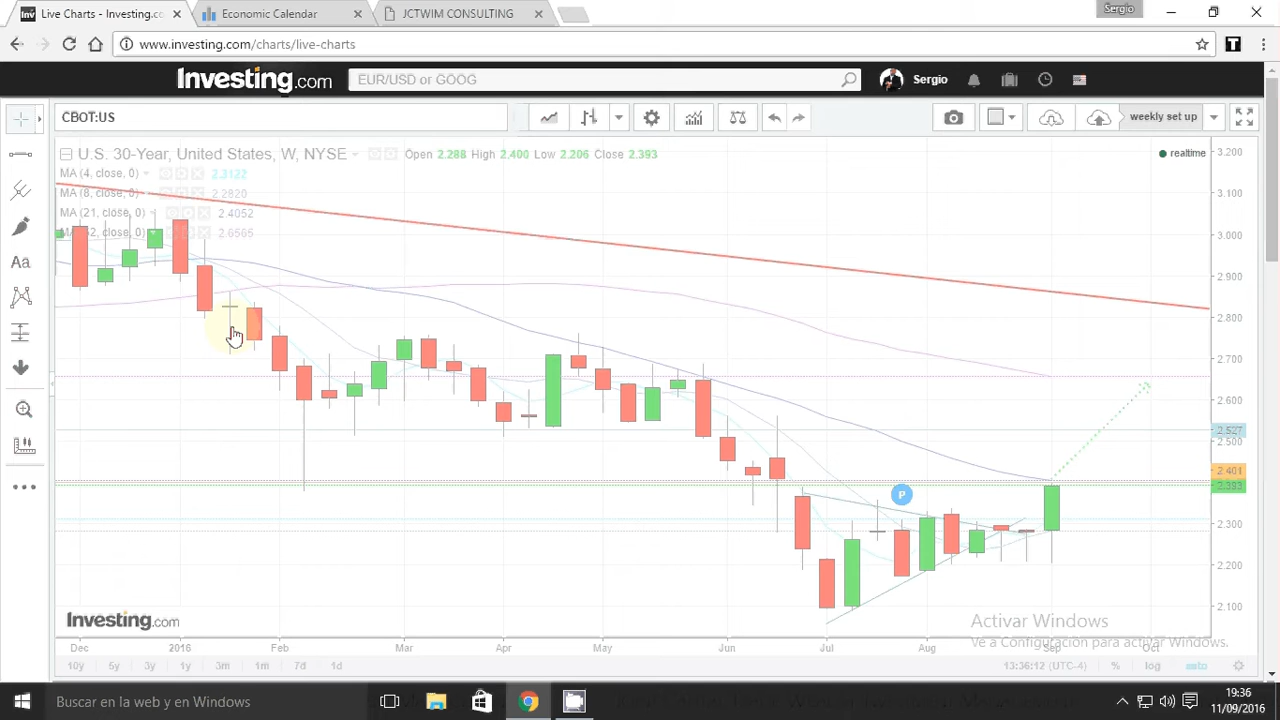 Live Charts - Investing.co
Economic Calendar
JCTWIM CONSULTING
Sergio
www.investing.com/charts/live-charts
Investing.com
EUR/USD or GOOG
Sergio
CBOT:US
weekly set up
U.S. 30-Year, United States, W, NYSE
Open 2.288 High 2.400 Low 2.206 Close 2.393
realtime
MA (4, close, 0) 2.3122
MA (8, close, 0) 2.2820
MA (21, close, 0) 2.4052
close, 0) 2.6565
3.200
3.100
3.000
2.900
2.800
2.700
2.600
2.527
2.500
2.401
2.393
2.300
2.200
2.100
Aa
P
Investing.com
Activar Windows
Ve a Configuración para activar Windows.
Dec 2016 Feb Mar Apr May Jun Jul Aug Sep Oct
10y 5y 3y 1y 3m 1m 7d 1d
13:36:12 (UTC-4) % log auto
Buscar en la web y en Windows
19:36
11/09/2016